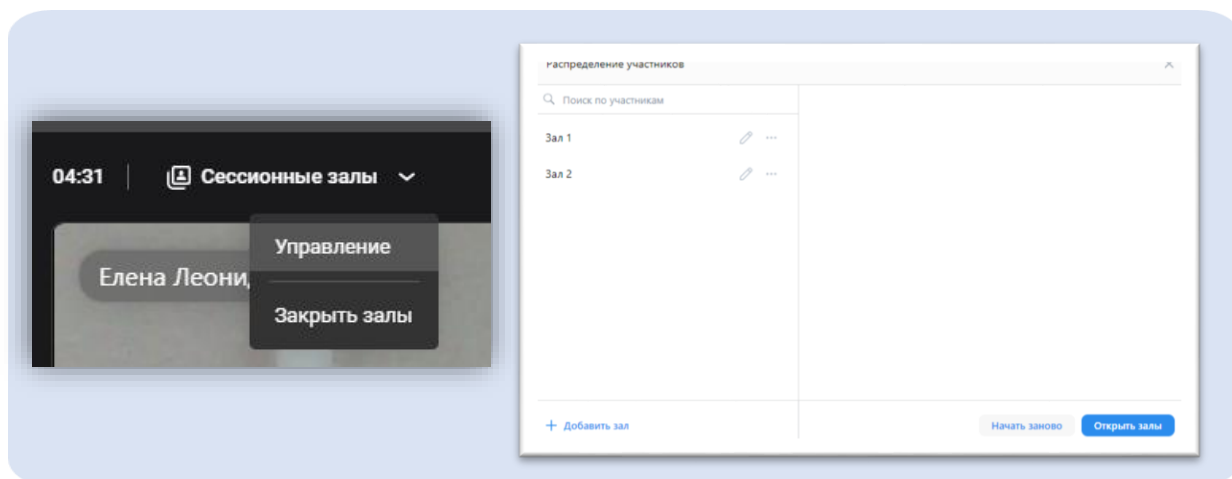 04:31 Сессионные залы
Управление
Елена Леони
Закрыть залы
Распределение участников
Поиск по участникам
Зал 1
Зал 2
+ Добавить зал
Начать заново
Открыть залы